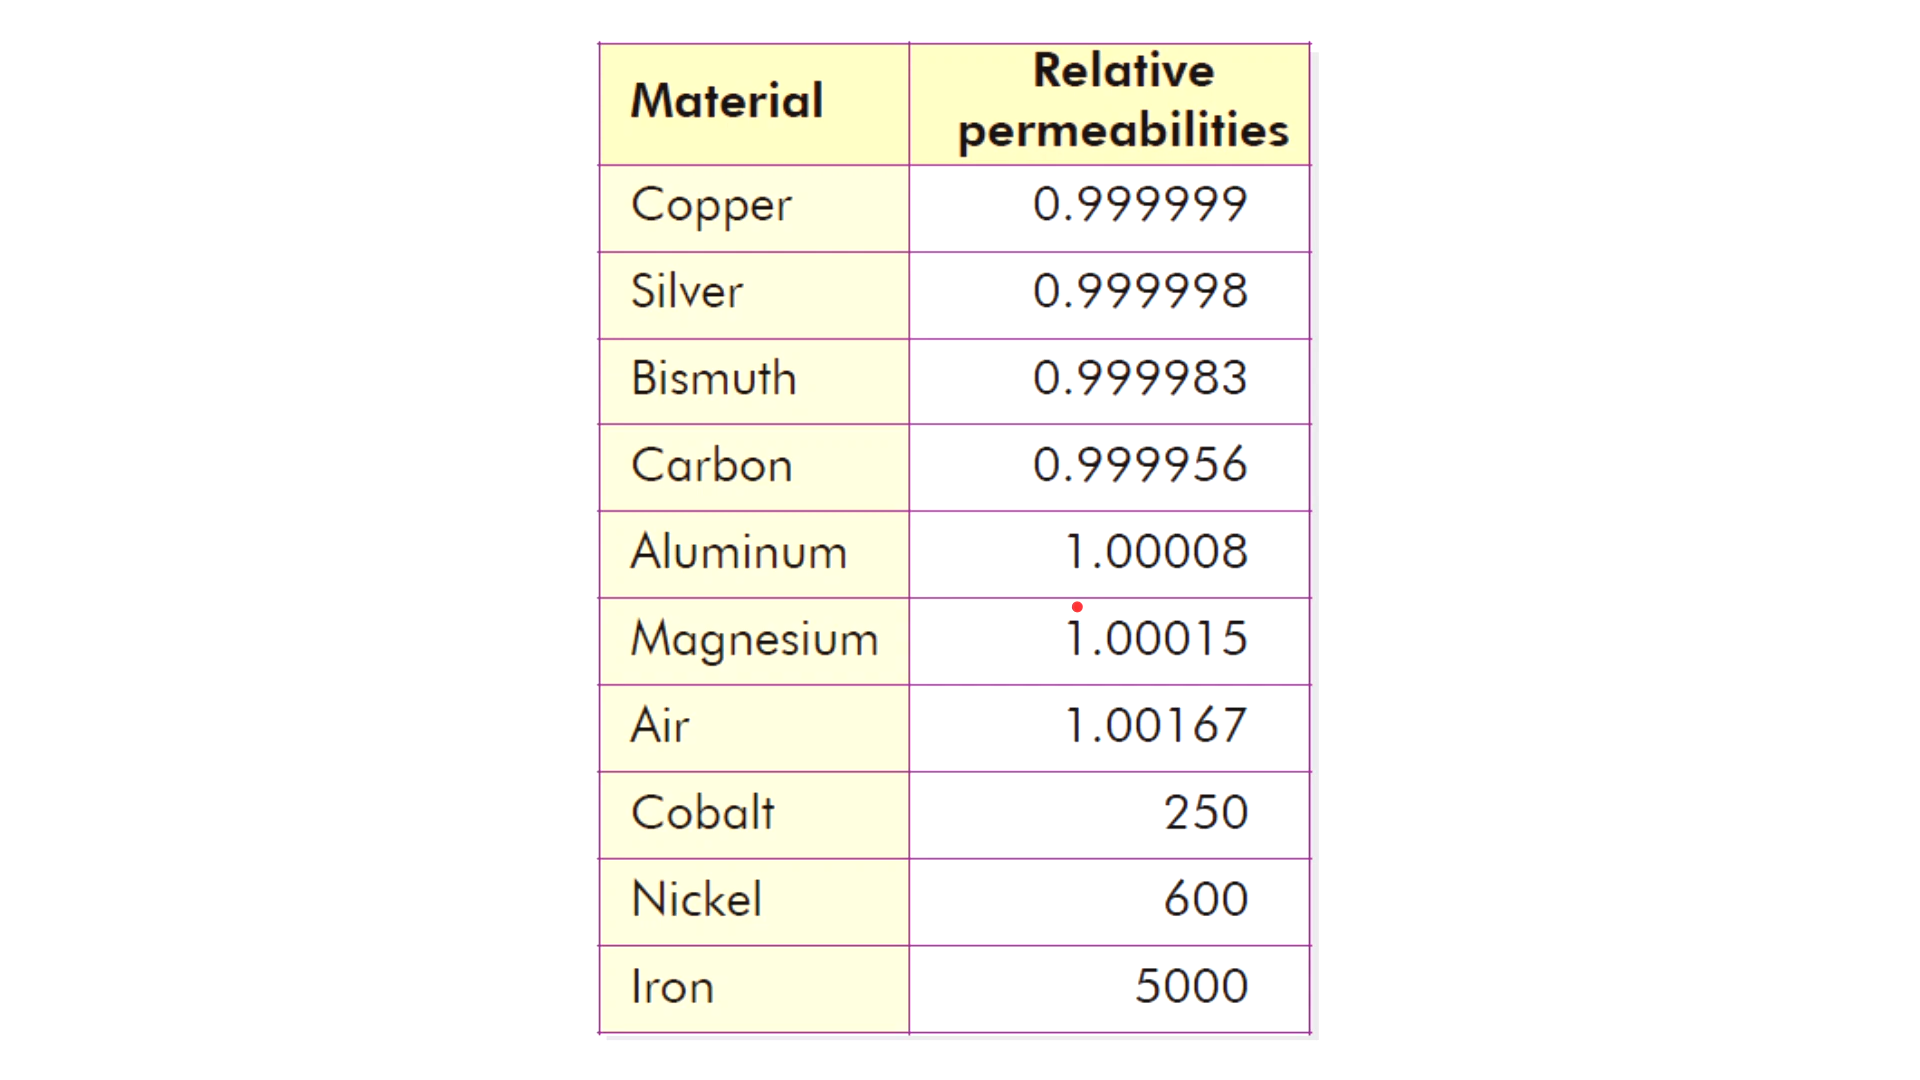 Material
Relative
permeabilities
Copper 0.999999
Silver 0.999998
Bismuth 0.999983
Carbon 0.999956
Aluminum 1.00008
Magnesium 1.00015
Air 1.00167
Cobalt 250
Nickel 600
Iron 5000